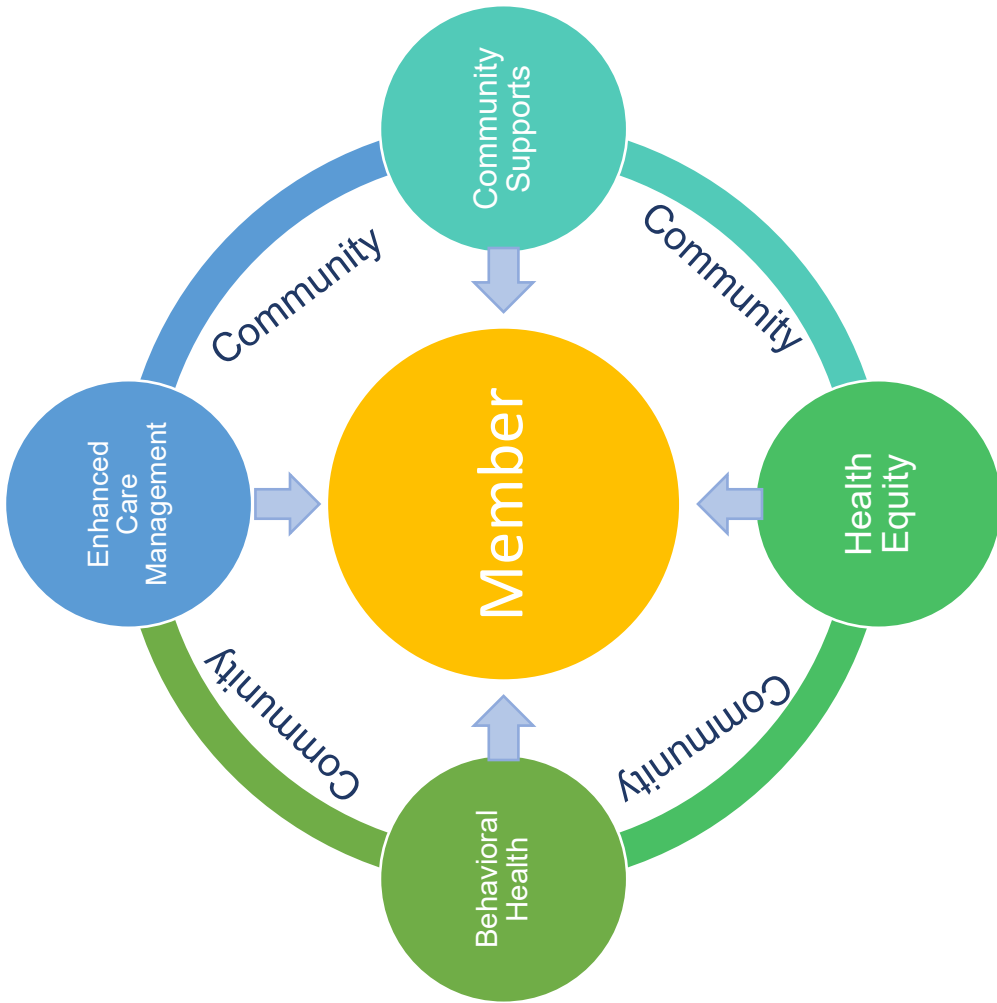 Enhanced
Care
Management
Community
Community
Supports
Community
Member
Health
Equity
Community
Behavioral
Health
Community